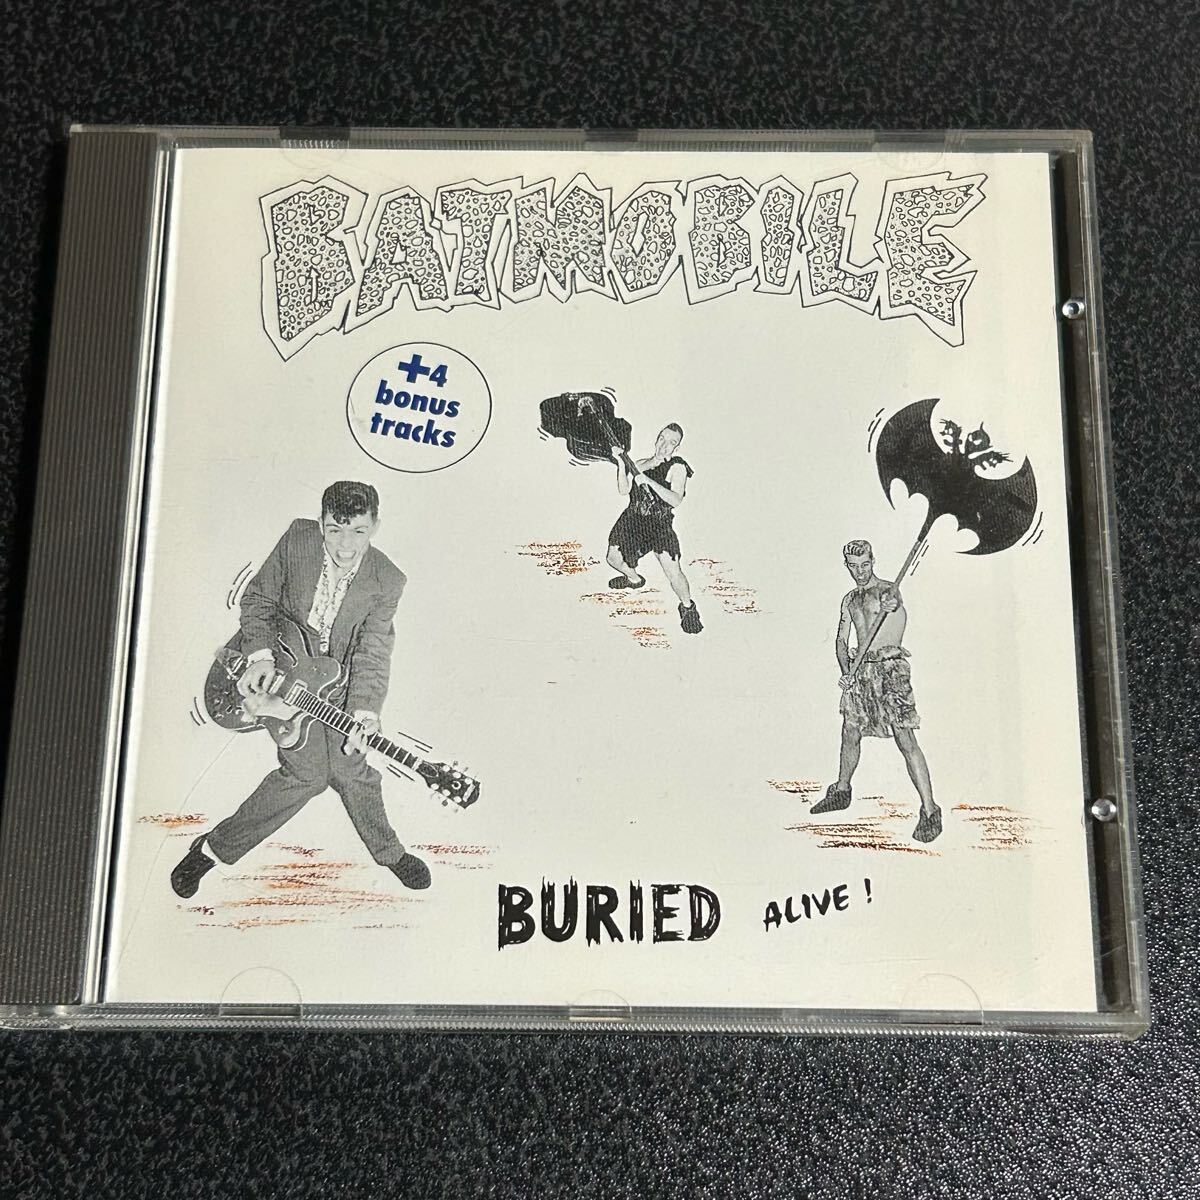 BATMOBILE
+4
bonus
tracks
BURIED ALIVE!